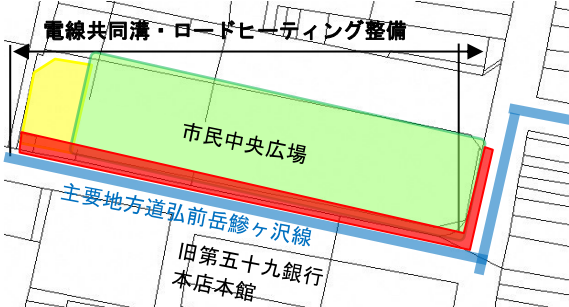 電線共同溝・ロードヒーティング整備
市民中央広場
主要地方道弘前岳鰺ヶ沢線
旧第五十九銀行
本店本館